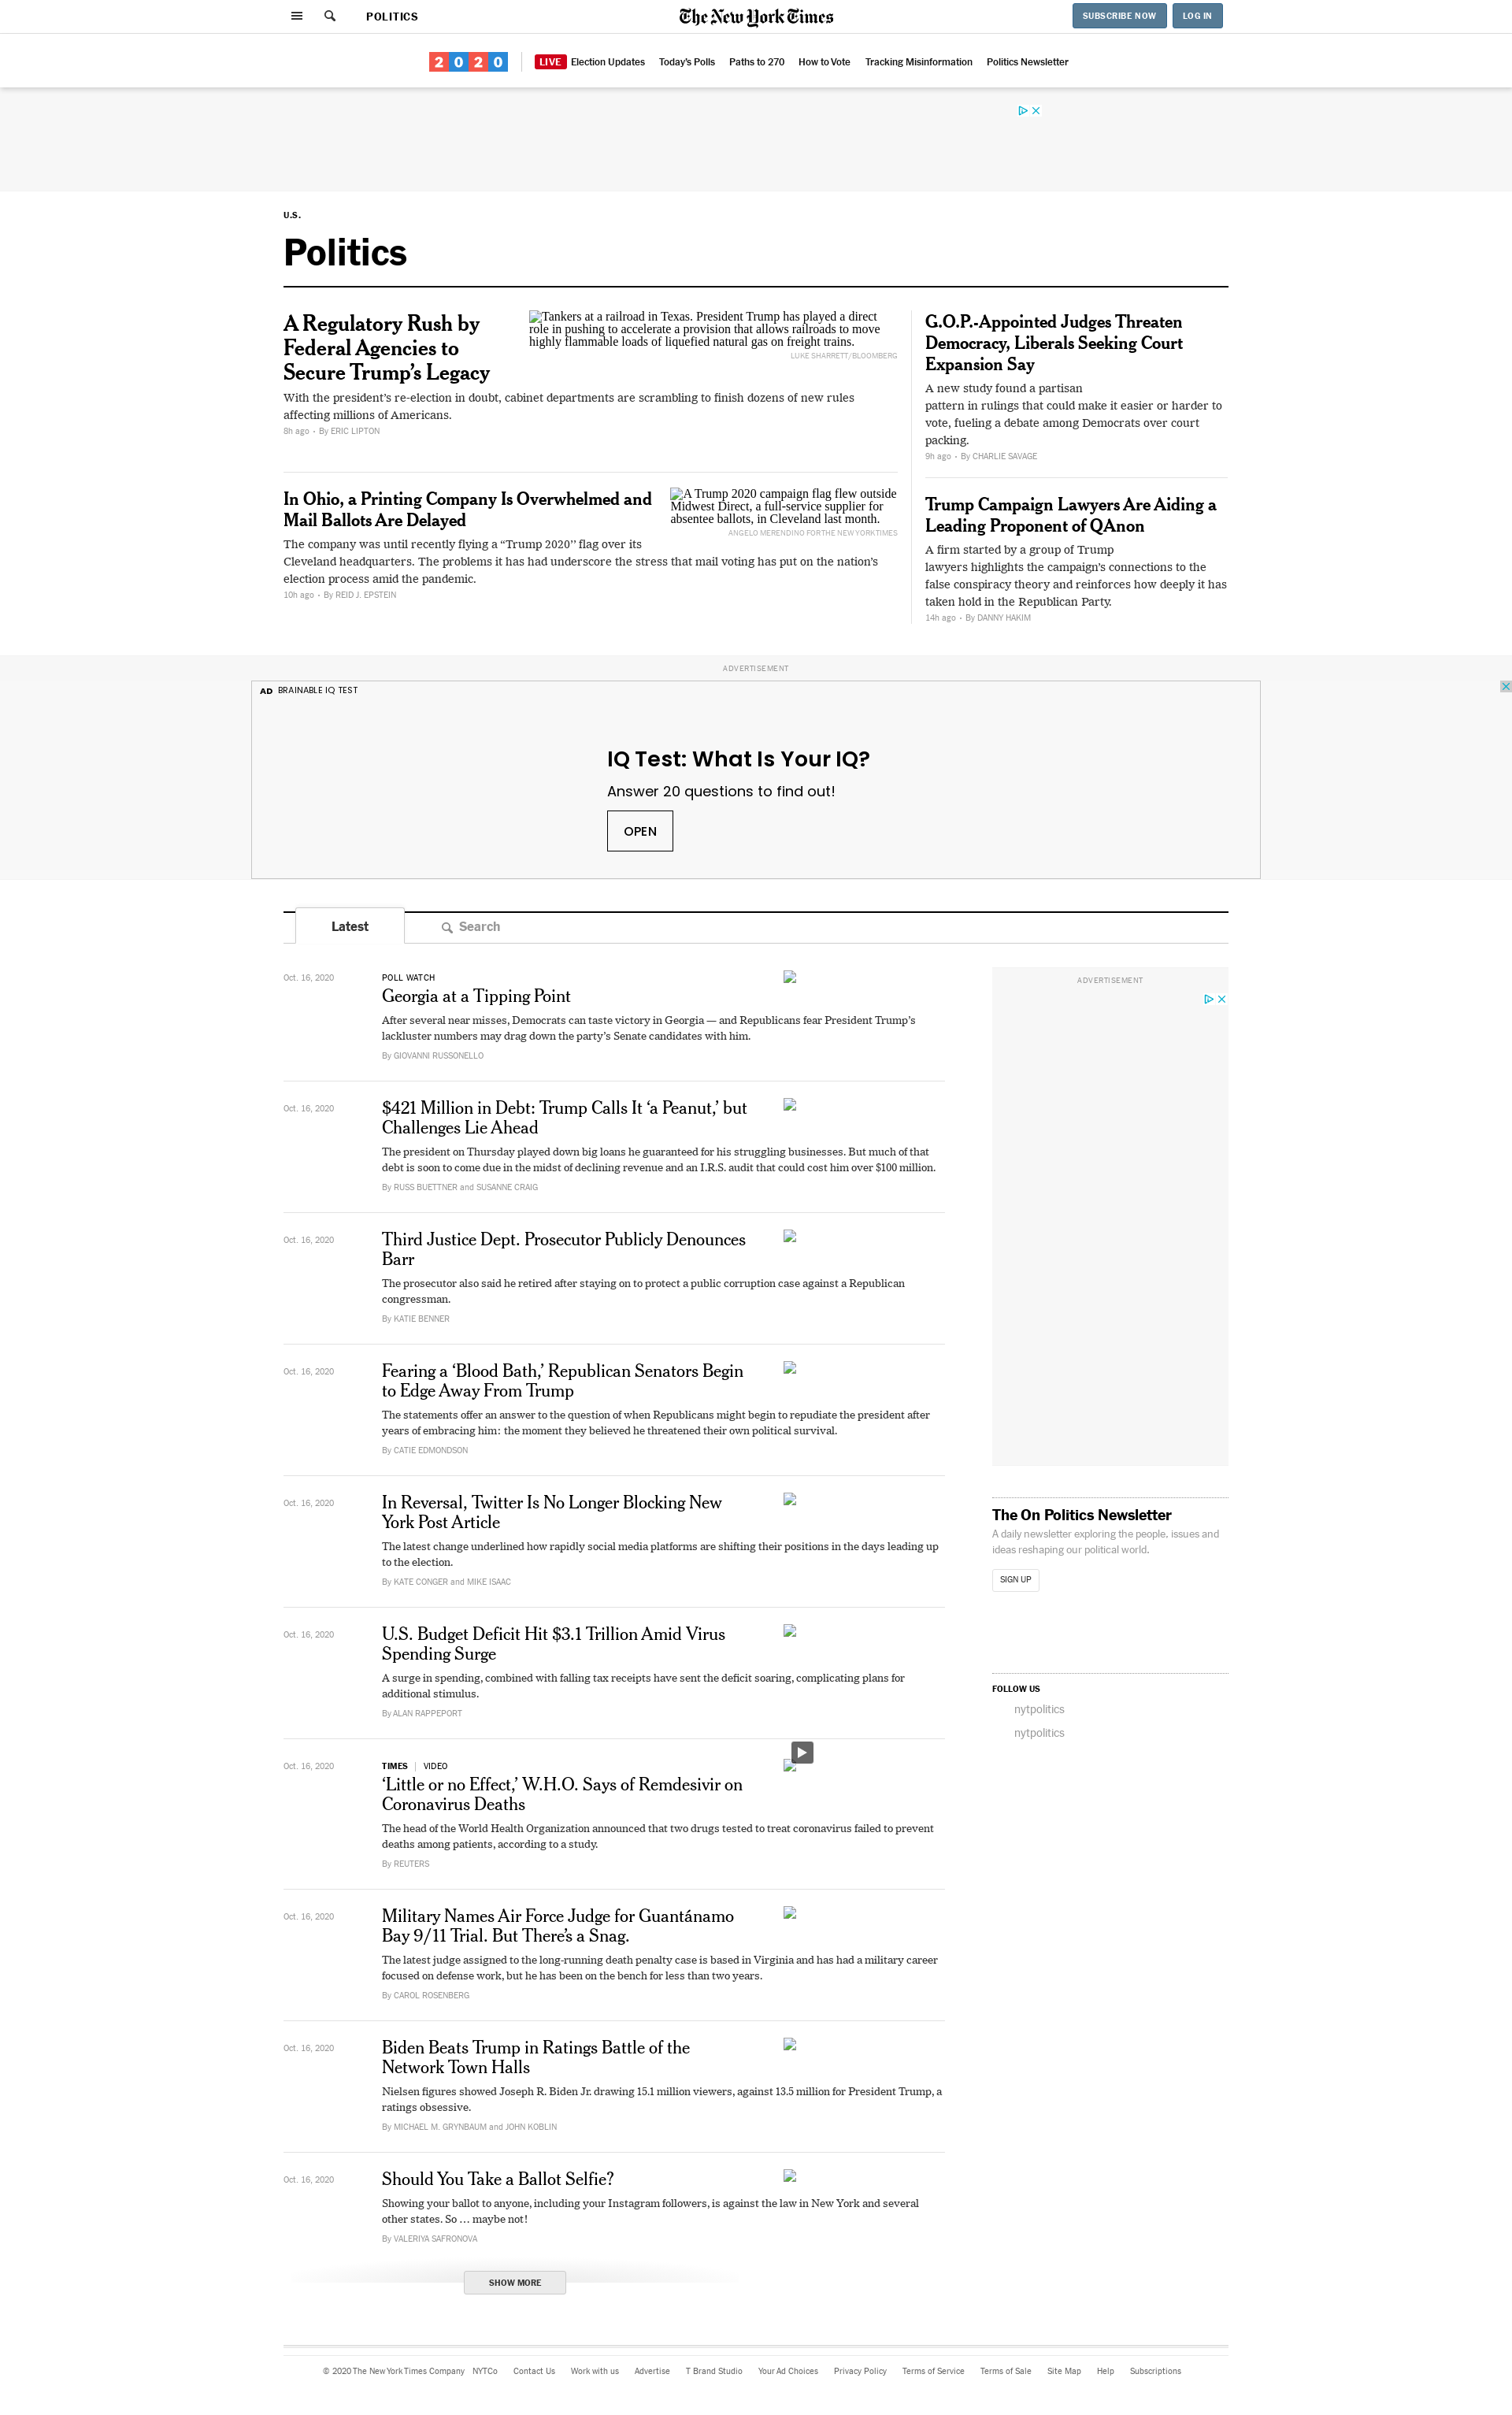 POLITICS
The New York Times
SUBSCRIBE NOW
LOG IN
2020
LIVE Election Updates
Today's Polls
Paths to 270
How to Vote
Tracking Misinformation
Politics Newsletter
U.S.
Politics
A Regulatory Rush by
Federal Agencies to
Secure Trump’s Legacy
Tankers at a railroad in Texas. President Trump has played a direct
role in pushing to accelerate a provision that allows railroads to move
highly flammable loads of liquefied natural gas on freight trains.
LUKE SHARRETT/BLOOMBERG
With the president’s re-election in doubt, cabinet departments are scrambling to finish dozens of new rules
affecting millions of Americans.
8h ago • By ERIC LIPTON
In Ohio, a Printing Company Is Overwhelmed and
Mail Ballots Are Delayed
A Trump 2020 campaign flag flew outside
Midwest Direct, a full-service supplier for
absentee ballots, in Cleveland last month.
ANGELO MERENDINO FOR THE NEW YORK TIMES
The company was until recently flying a “Trump 2020” flag over its
Cleveland headquarters. The problems it has had underscore the stress that mail voting has put on the nation’s
election process amid the pandemic.
10h ago • By REID J. EPSTEIN
G.O.P.-Appointed Judges Threaten
Democracy, Liberals Seeking Court
Expansion Say
A new study found a partisan
pattern in rulings that could make it easier or harder to
vote, fueling a debate among Democrats over court
packing.
9h ago • By CHARLIE SAVAGE
Trump Campaign Lawyers Are Aiding a
Leading Proponent of QAnon
A firm started by a group of Trump
lawyers highlights the campaign’s connections to the
false conspiracy theory and reinforces how deeply it has
taken hold in the Republican Party.
14h ago • By DANNY HAKIM
ADVERTISEMENT
AD BRAINABLE IQ TEST
IQ Test: What Is Your IQ?
Answer 20 questions to find out!
OPEN
Latest
Search
Oct. 16, 2020
POLL WATCH
Georgia at a Tipping Point
After several near misses, Democrats can taste victory in Georgia — and Republicans fear President Trump’s
lackluster numbers may drag down the party’s Senate candidates with him.
By GIOVANNI RUSSONELLO
Oct. 16, 2020
$421 Million in Debt: Trump Calls It ‘a Peanut,’ but
Challenges Lie Ahead
The president on Thursday played down big loans he guaranteed for his struggling businesses. But much of that
debt is soon to come due in the midst of declining revenue and an I.R.S. audit that could cost him over $100 million.
By RUSS BUETTNER and SUSANNE CRAIG
Oct. 16, 2020
Third Justice Dept. Prosecutor Publicly Denounces
Barr
The prosecutor also said he retired after staying on to protect a public corruption case against a Republican
congressman.
By KATIE BENNER
Oct. 16, 2020
Fearing a ‘Blood Bath,’ Republican Senators Begin
to Edge Away From Trump
The statements offer an answer to the question of when Republicans might begin to repudiate the president after
years of embracing him: the moment they believed he threatened their own political survival.
By CATIE EDMONDSON
Oct. 16, 2020
In Reversal, Twitter Is No Longer Blocking New
York Post Article
The latest change underlined how rapidly social media platforms are shifting their positions in the days leading up
to the election.
By KATE CONGER and MIKE ISAAC
Oct. 16, 2020
U.S. Budget Deficit Hit $3.1 Trillion Amid Virus
Spending Surge
A surge in spending, combined with falling tax receipts have sent the deficit soaring, complicating plans for
additional stimulus.
By ALAN RAPPEPORT
Oct. 16, 2020
TIMES | VIDEO
‘Little or no Effect,’ W.H.O. Says of Remdesivir on
Coronavirus Deaths
The head of the World Health Organization announced that two drugs tested to treat coronavirus failed to prevent
deaths among patients, according to a study.
By REUTERS
Oct. 16, 2020
Military Names Air Force Judge for Guantánamo
Bay 9/11 Trial. But There’s a Snag.
The latest judge assigned to the long-running death penalty case is based in Virginia and has had a military career
focused on defense work, but he has been on the bench for less than two years.
By CAROL ROSENBERG
Oct. 16, 2020
Biden Beats Trump in Ratings Battle of the
Network Town Halls
Nielsen figures showed Joseph R. Biden Jr. drawing 15.1 million viewers, against 13.5 million for President Trump, a
ratings obsessive.
By MICHAEL M. GRYNBAUM and JOHN KOBLIN
Oct. 16, 2020
Should You Take a Ballot Selfie?
Showing your ballot to anyone, including your Instagram followers, is against the law in New York and several
other states. So … maybe not!
By VALERIYA SAFRONOVA
SHOW MORE
ADVERTISEMENT
The On Politics Newsletter
A daily newsletter exploring the people, issues and
ideas reshaping our political world.
SIGN UP
FOLLOW US
nytpolitics
nytpolitics
© 2020 The New York Times Company NYTCo Contact Us Work with us Advertise T Brand Studio Your Ad Choices Privacy Policy Terms of Service Terms of Sale Site Map Help Subscriptions